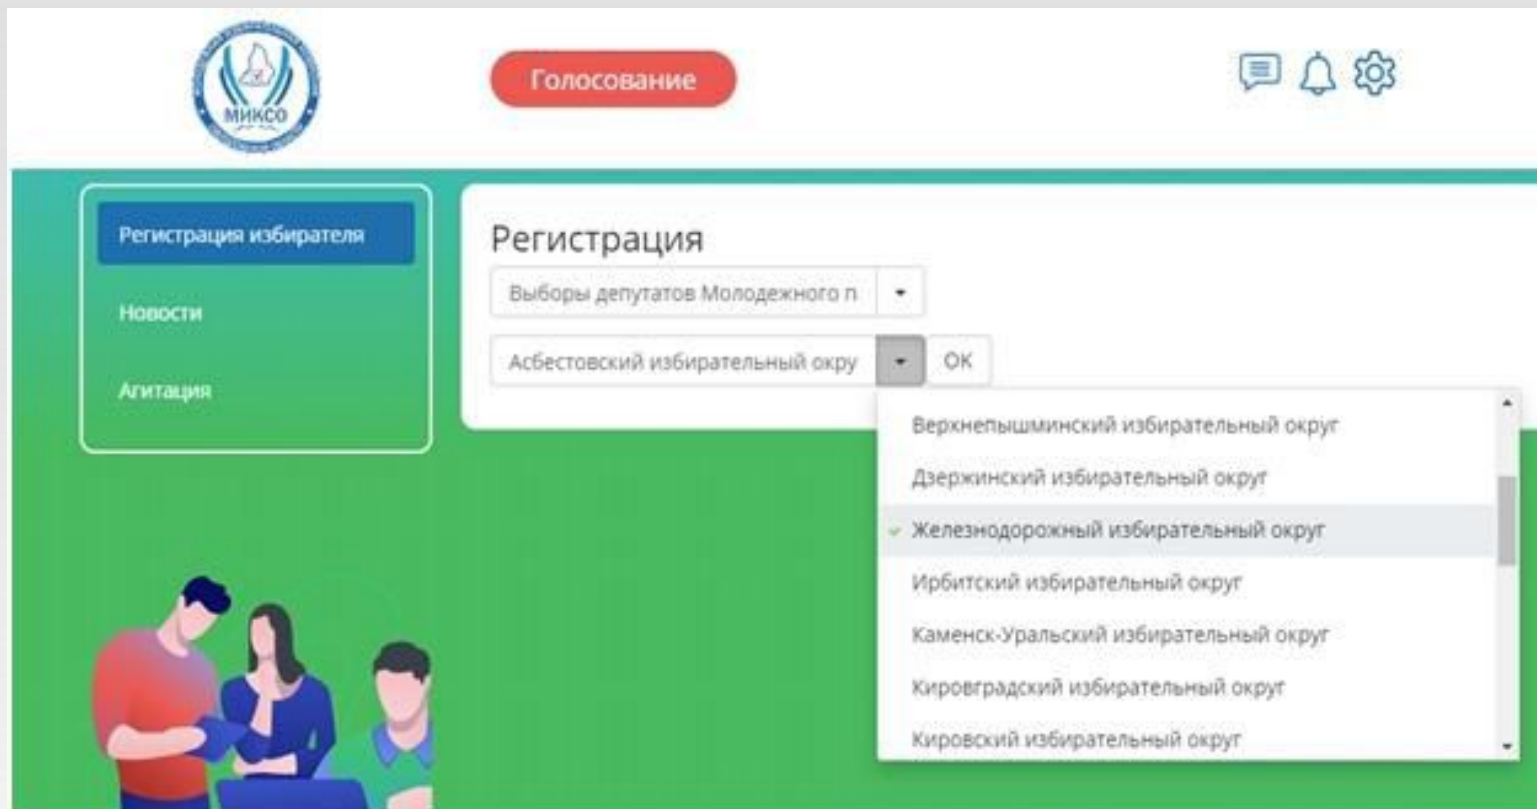 МИКСО
Голосование
Регистрация избирателя
Новости
Агитация
Регистрация
Выборы депутатов Молодежного п
Асбестовский избирательный окру
OK
Верхнепышминский избирательный округ
Дзержинский избирательный округ
Железнодорожный избирательный округ
Ирбитский избирательный округ
Каменск-Уральский избирательный округ
Кировградский избирательный округ
Кировский избирательный округ